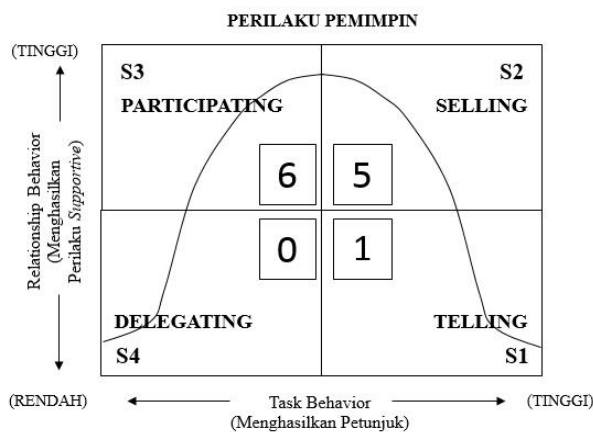 PERILAKU PEMIMPIN
(TINGGI)
S3
S2
PARTICIPATING
SELLING
Relationship Behavior
(Menghasilkan
Perilaku Supportive)
6
5
0
1
DELEGATING
TELLING
S4
S1
(RENDAH)
Task Behavior
(TINGGI)
(Menghasilkan Petunjuk)